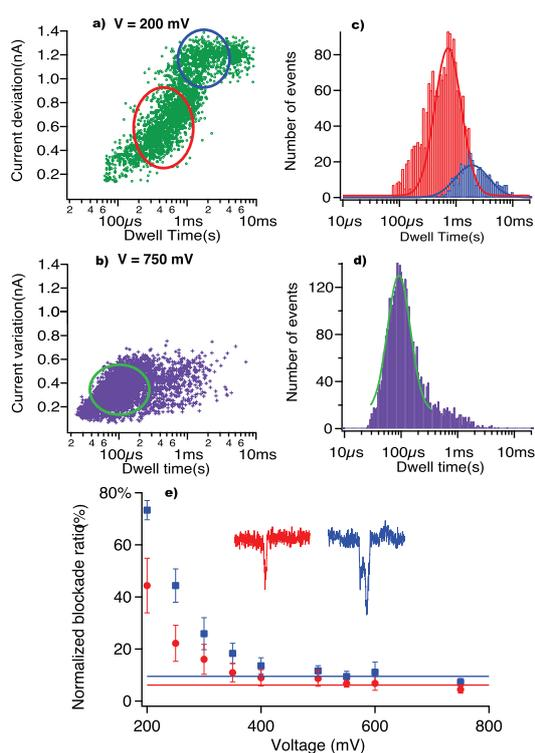 a) V = 200 mV
Current deviation(nA)
1.4
1.2
1.0
0.8
0.6
0.4
0.2
2 4 6 2 4 6 2 4 6
100µs 1ms 10ms
Dwell Time(s)
c)
Number of events
80
60
40
20
0
10µs 100µs 1ms 10ms
Dwell Time(s)
b) V = 750 mV
Current variation(nA)
1.4
1.2
1.0
0.8
0.6
0.4
0.2
2 4 6 2 4 6 2 4 6
100µs 1ms 10ms
Dwell time(s)
d)
Number of events
120
80
40
0
10µs 100µs 1ms 10ms
Dwell time(s)
e)
Normalized blockade ratio(%)
80%
60
40
20
0
200 400 600 800
Voltage (mV)